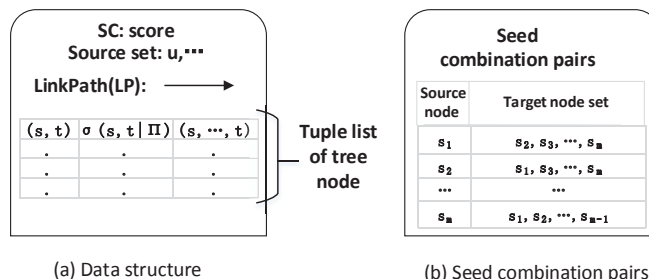 SC: score
Source set: u,···
LinkPath(LP):
(s, t) σ (s, t | Π) (s, ···, t)
. . .
. . .
. . .
Tuple list
of tree
node
(a) Data structure
Seed
combination pairs
Source
node
Target node set
s₁ s₂, s₃, ···, sₘ
s₂ s₁, s₃, ···, sₘ
··· ···
sₘ s₁, s₂, ···, sₘ₋₁
(b) Seed combination pairs